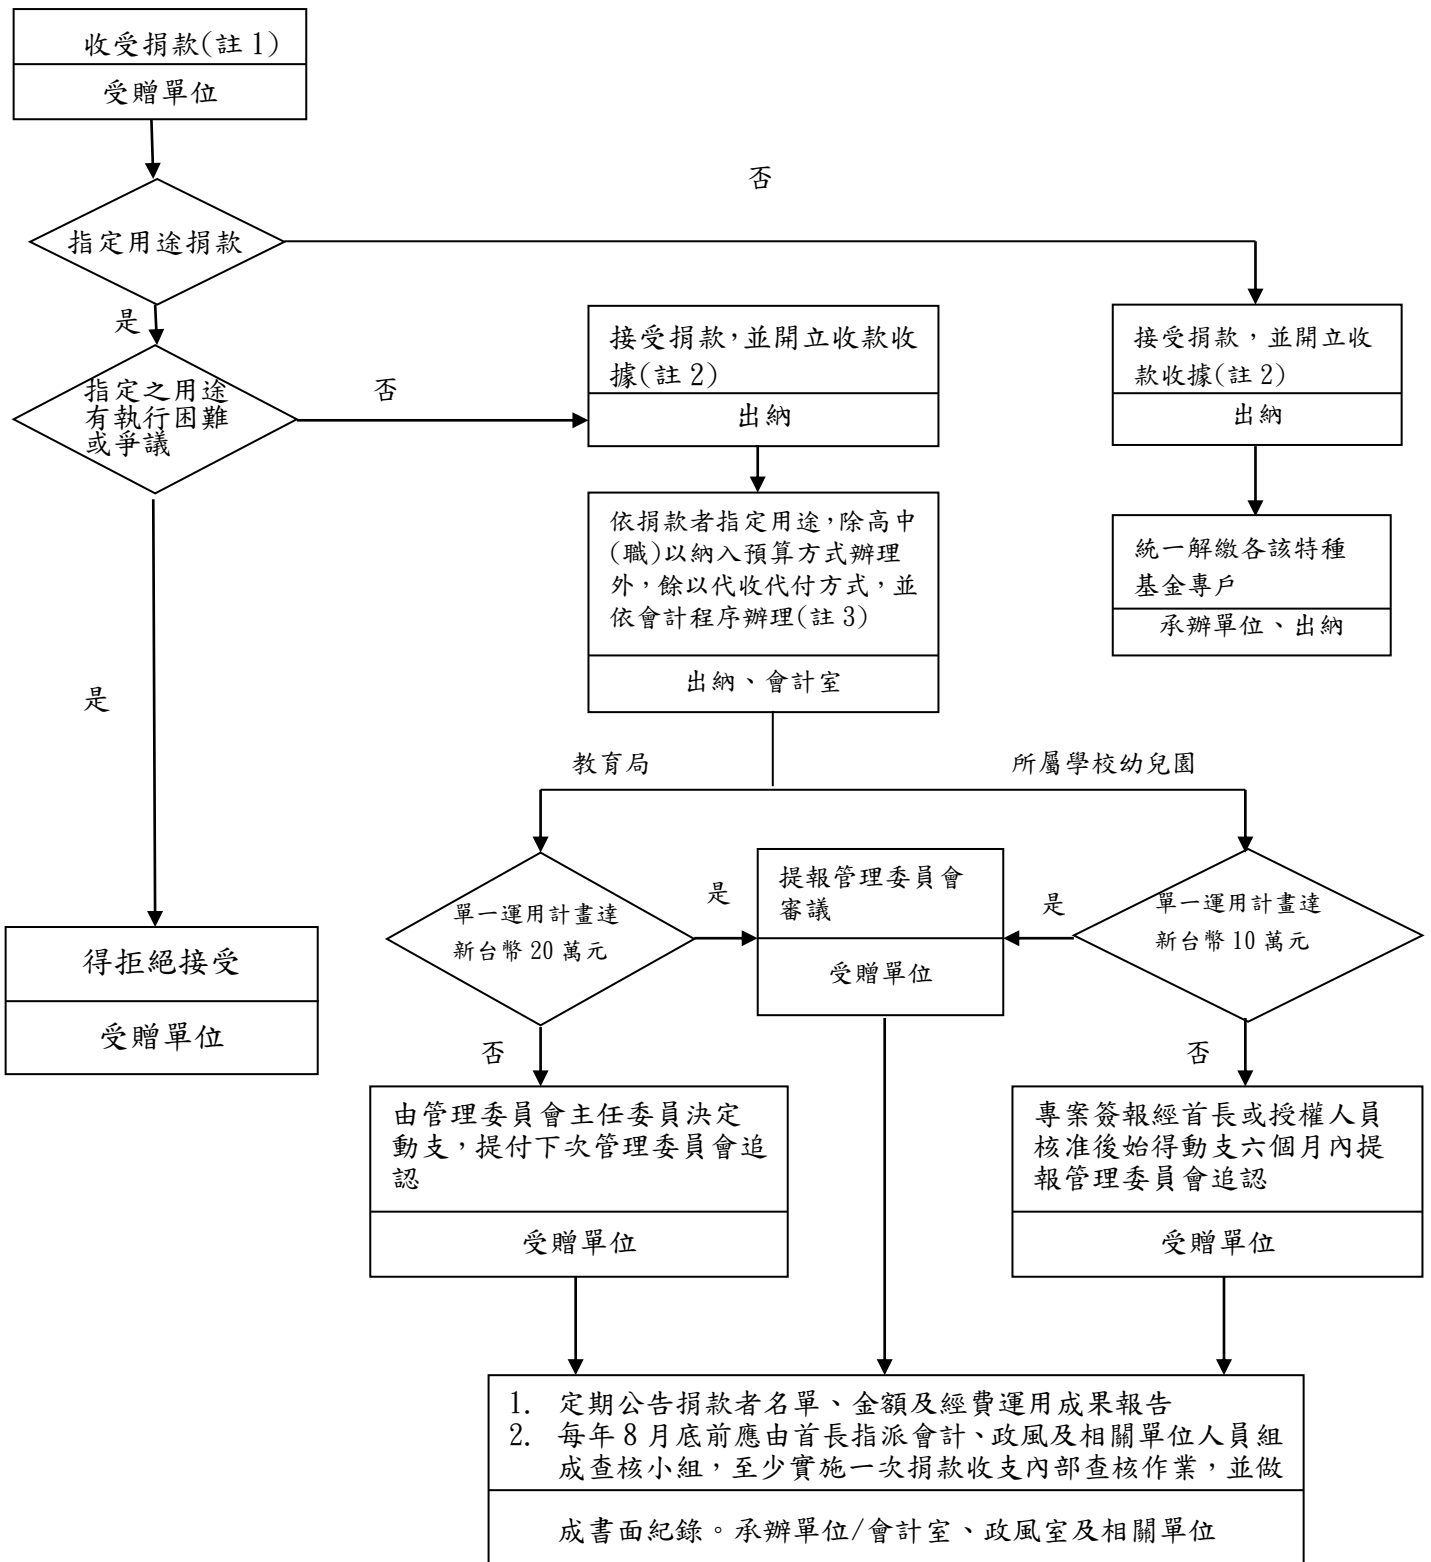 收受捐款(註1)
受贈單位
否
指定用途捐款
是
指定之用途
有執行困難
或爭議
否
接受捐款，並開立收款收
據(註2)
出納
接受捐款，並開立收
款收據(註2)
出納
依捐款者指定用途，除高中
(職)以納入預算方式辦理
外，餘以代收代付方式，並
依會計程序辦理(註3)
出納、會計室
統一解繳各該特種
基金專戶
承辦單位、出納
是
教育局
所屬學校幼兒園
單一運用計畫達
新台幣20萬元
是
提報管理委員會
審議
受贈單位
是
單一運用計畫達
新台幣10萬元
得拒絕接受
受贈單位
否
否
由管理委員會主任委員決定
動支，提付下次管理委員會追
認
受贈單位
專案簽報經首長或授權人員
核准後始得動支六個月內提
報管理委員會追認
受贈單位
1. 定期公告捐款者名單、金額及經費運用成果報告
2. 每年8月底前應由首長指派會計、政風及相關單位人員組
成查核小組，至少實施一次捐款收支內部查核作業，並做
成書面紀錄。承辦單位/會計室、政風室及相關單位